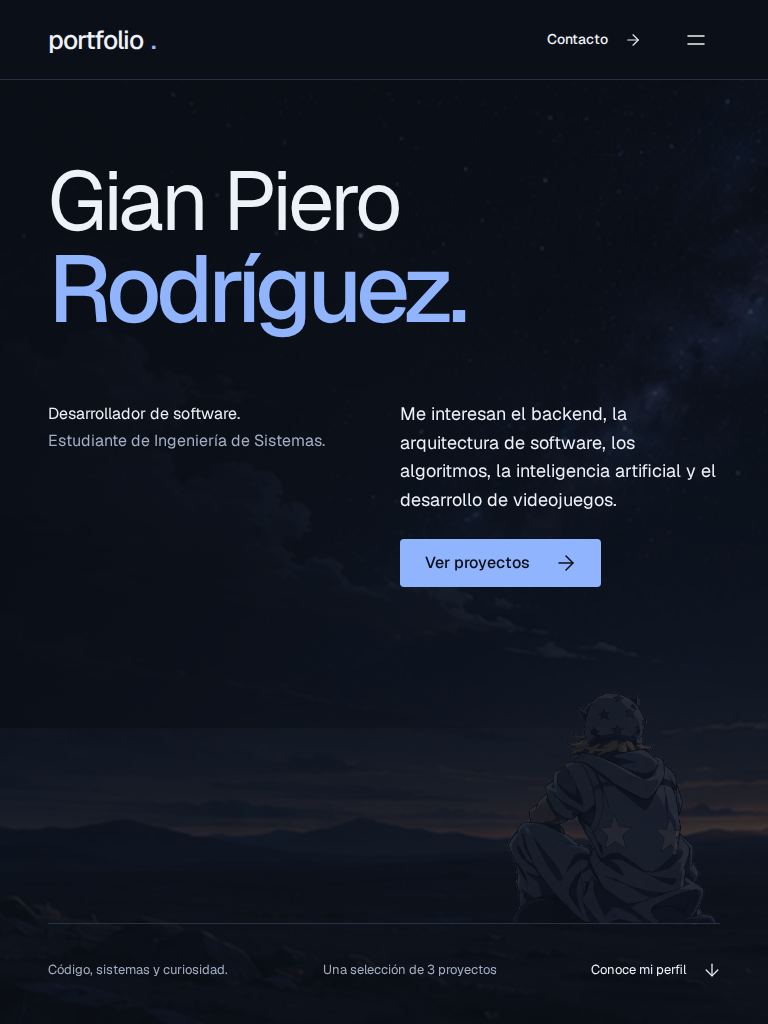 portfolio .
Contacto
Gian Piero
Rodríguez.
Desarrollador de software.
Estudiante de Ingeniería de Sistemas.
Me interesan el backend, la
arquitectura de software, los
algoritmos, la inteligencia artificial y el
desarrollo de videojuegos.
Ver proyectos
Código, sistemas y curiosidad.
Una selección de 3 proyectos
Conoce mi perfil